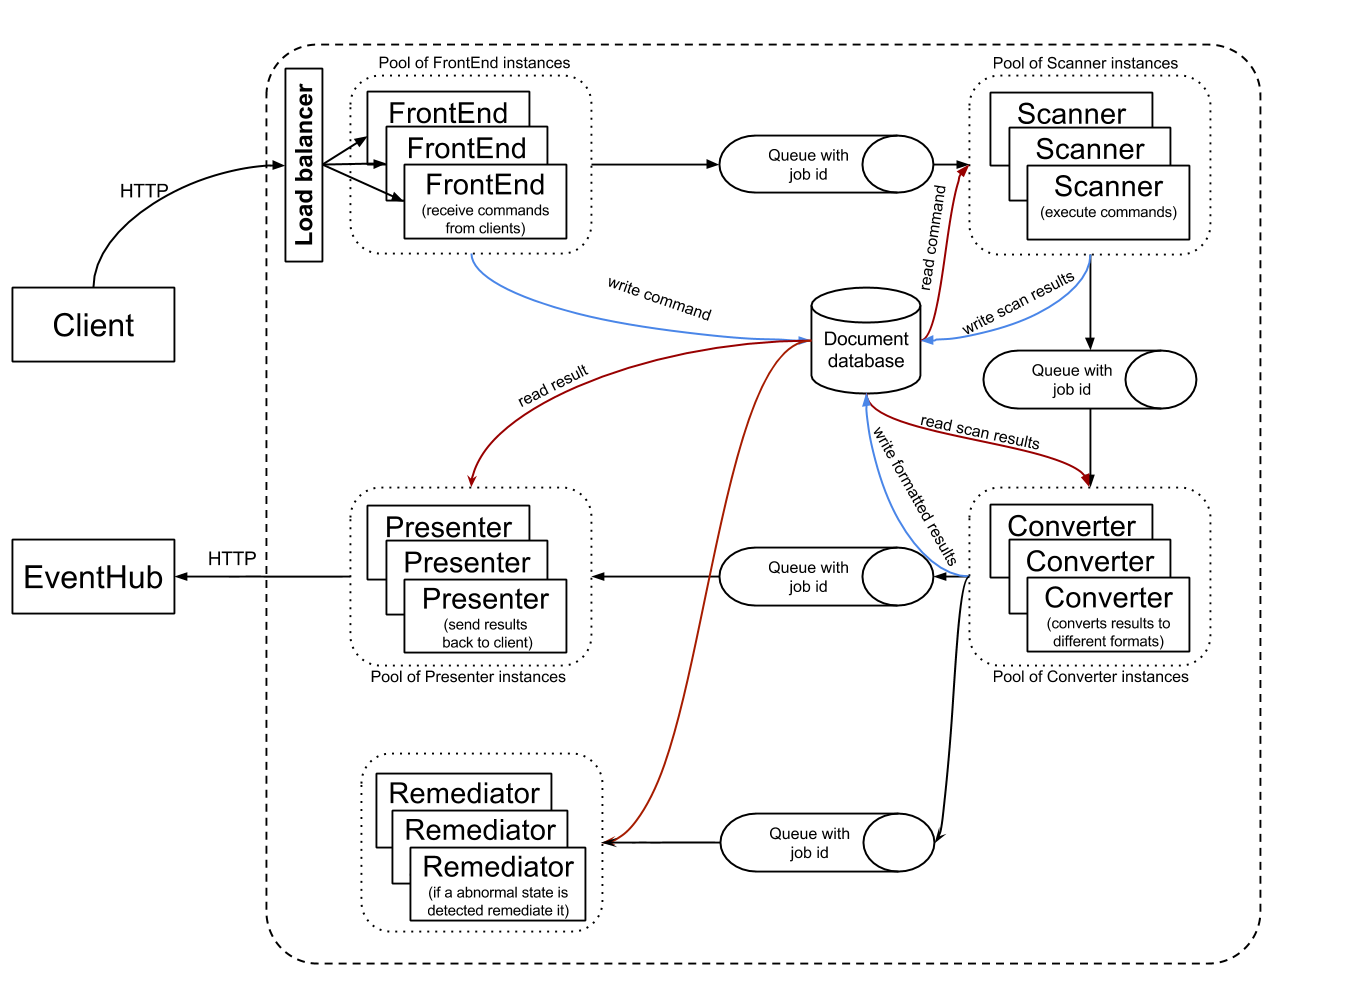 Pool of FrontEnd instances
Pool of Scanner instances
Load balancer
FrontEnd
FrontEnd
FrontEnd
(receive commands
from clients)
Queue with
job id
Scanner
Scanner
Scanner
(execute commands)
HTTP
Client
write command
read command
write scan results
Document
database
Queue with
job id
read result
read scan results
write formatted results
Presenter
Presenter
Presenter
(send results
back to client)
Pool of Presenter instances
HTTP
EventHub
Queue with
job id
Converter
Converter
Converter
(converts results to
different formats)
Pool of Converter instances
Remediator
Remediator
Remediator
(if a abnormal state is
detected remediate it)
Queue with
job id